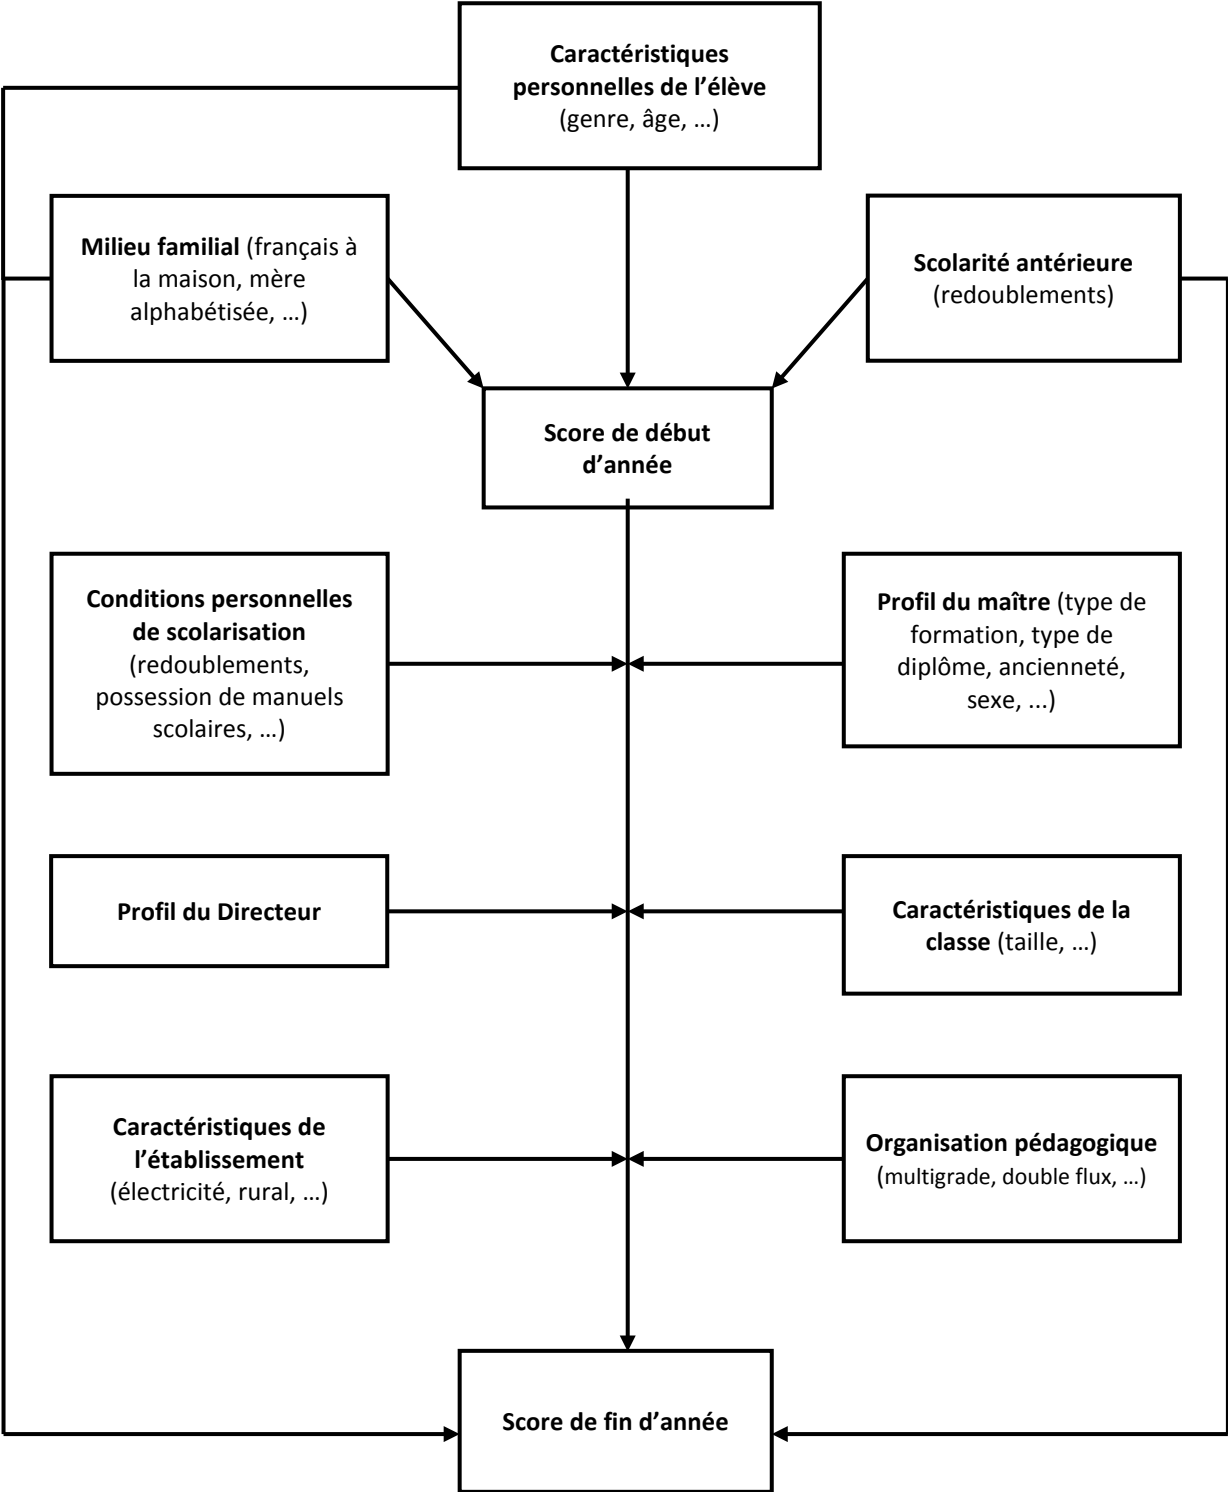 Caractéristiques
personnelles de l’élève
(genre, âge, …)
Milieu familial (français à
la maison, mère
alphabétisée, …)
Scolarité antérieure
(redoublements)
Score de début
d’année
Conditions personnelles
de scolarisation
(redoublements,
possession de manuels
scolaires, …)
Profil du maître (type de
formation, type de
diplôme, ancienneté,
sexe, ...)
Profil du Directeur
Caractéristiques de la
classe (taille, …)
Caractéristiques de
l’établissement
(électricité, rural, …)
Organisation pédagogique
(multigrade, double flux, …)
Score de fin d’année